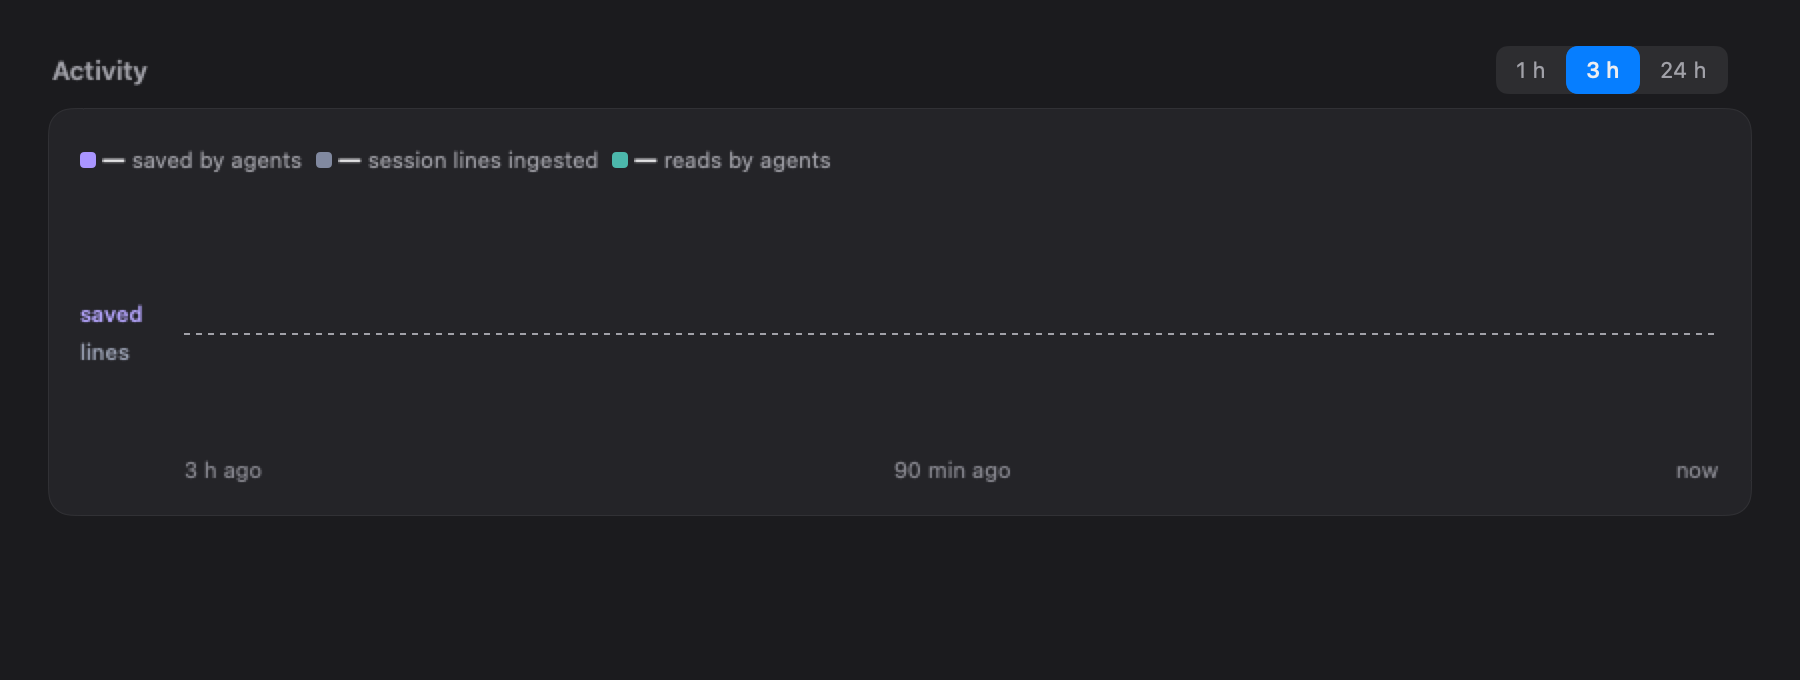 Activity
1 h 3 h 24 h
— saved by agents — session lines ingested — reads by agents
saved
lines
3 h ago 90 min ago now